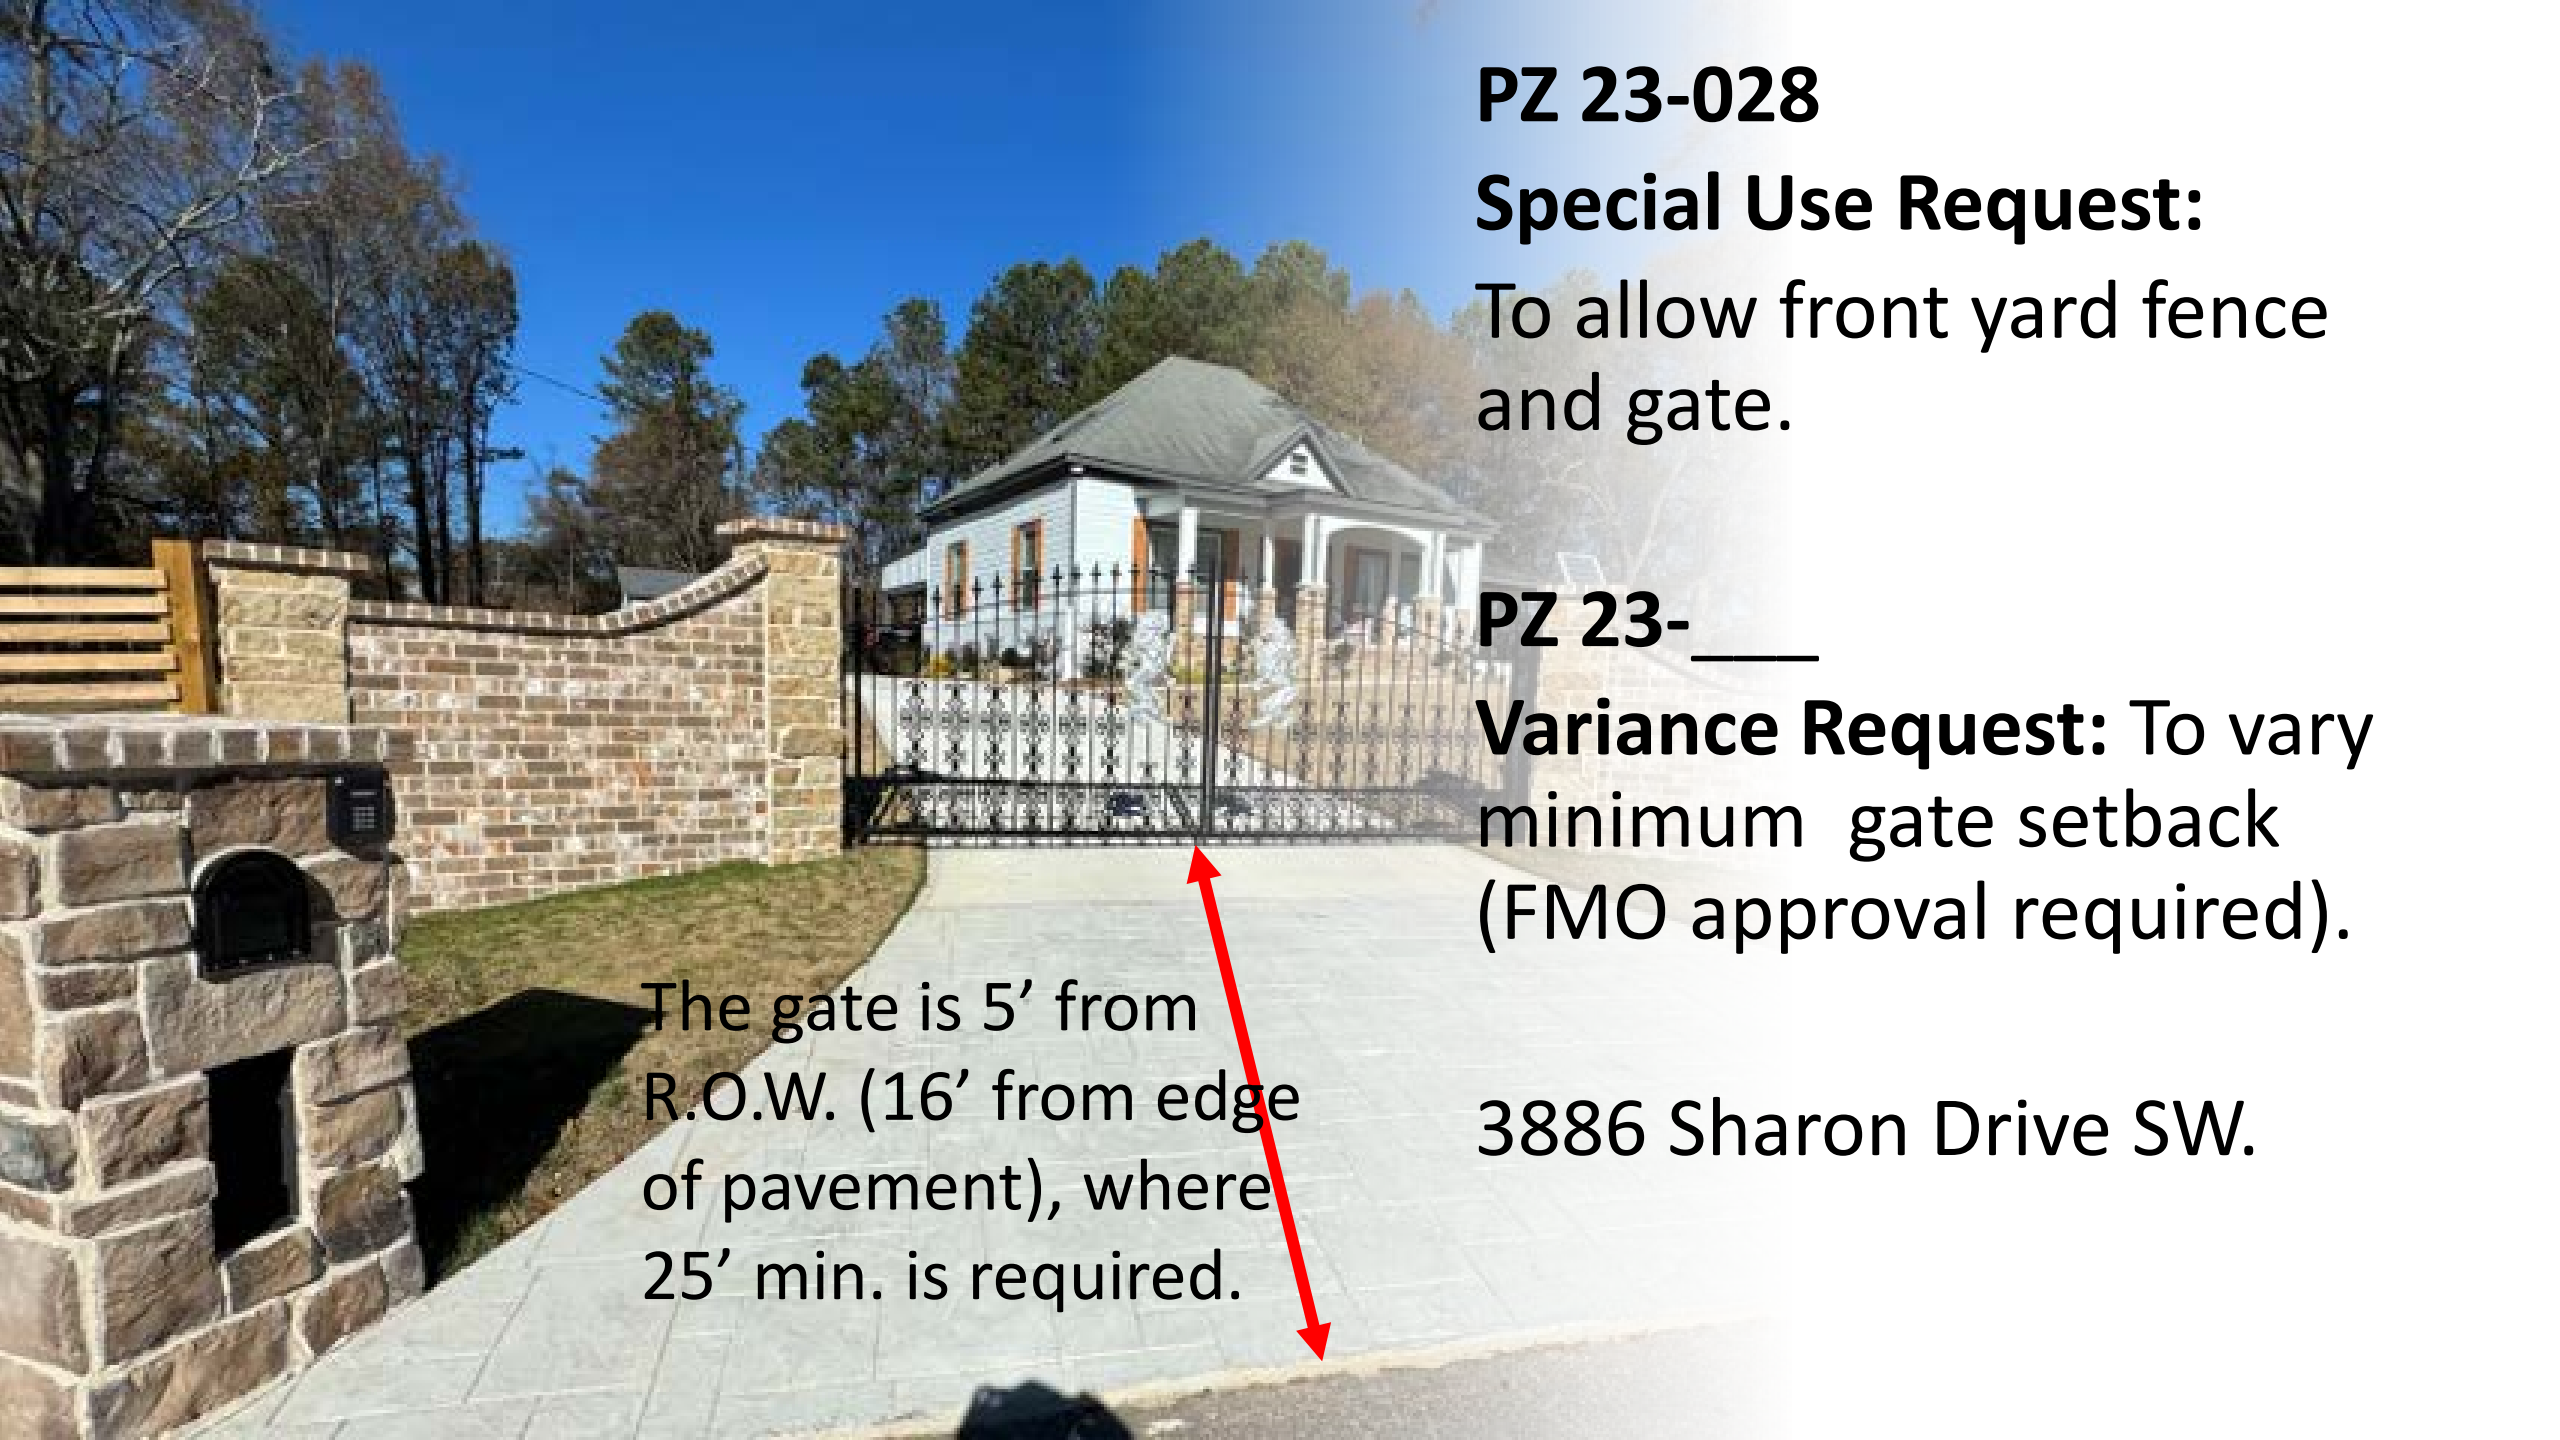 PZ 23-028
Special Use Request:
To allow front yard fence
and gate.
PZ 23-___
Variance Request: To vary
minimum  gate setback
(FMO approval required).
The gate is 5’ from
R.O.W. (16’ from edge
of pavement), where
25’ min. is required.
3886 Sharon Drive SW.